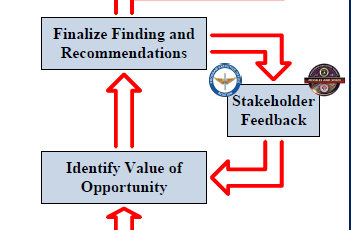 Finalize Finding and
Recommendations
Stakeholder
Feedback
Identify Value of
Opportunity